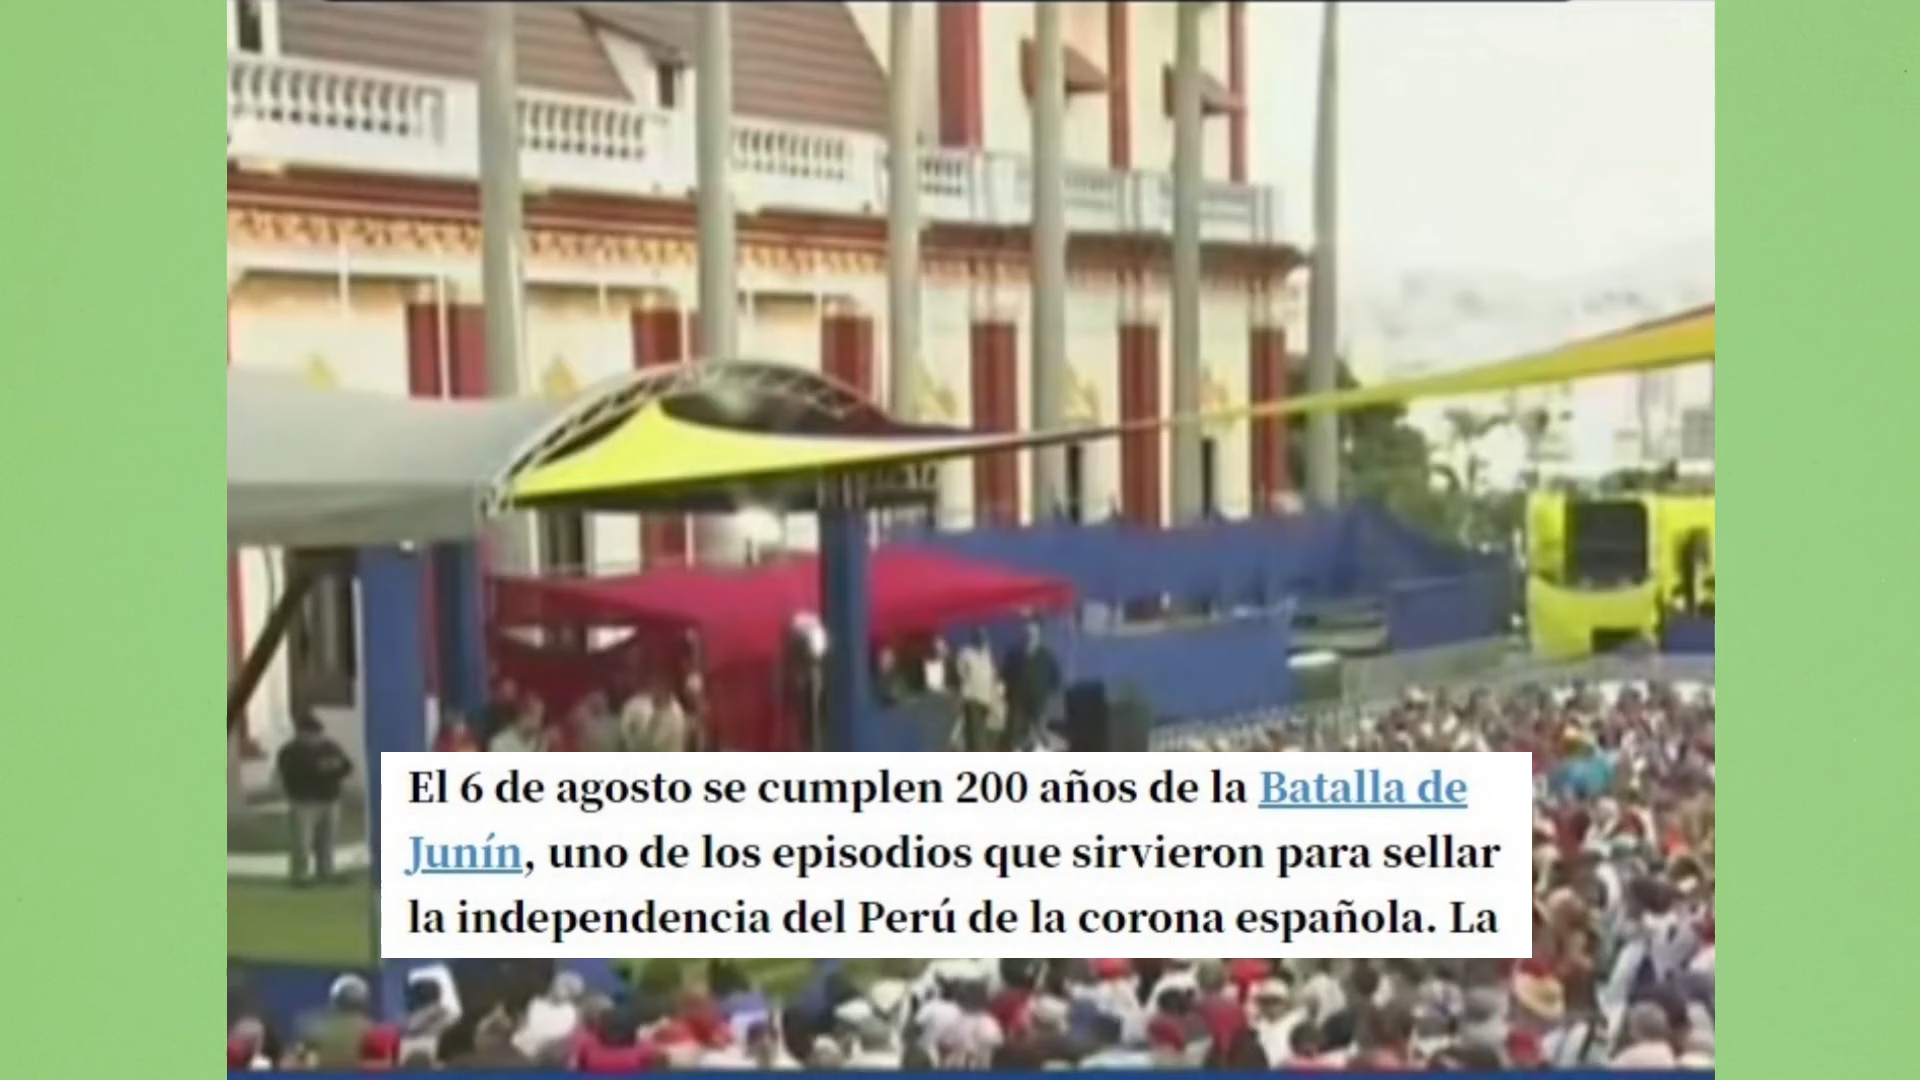 El 6 de agosto se cumplen 200 años de la Batalla de
Junín, uno de los episodios que sirvieron para sellar
la independencia del Perú de la corona española. La